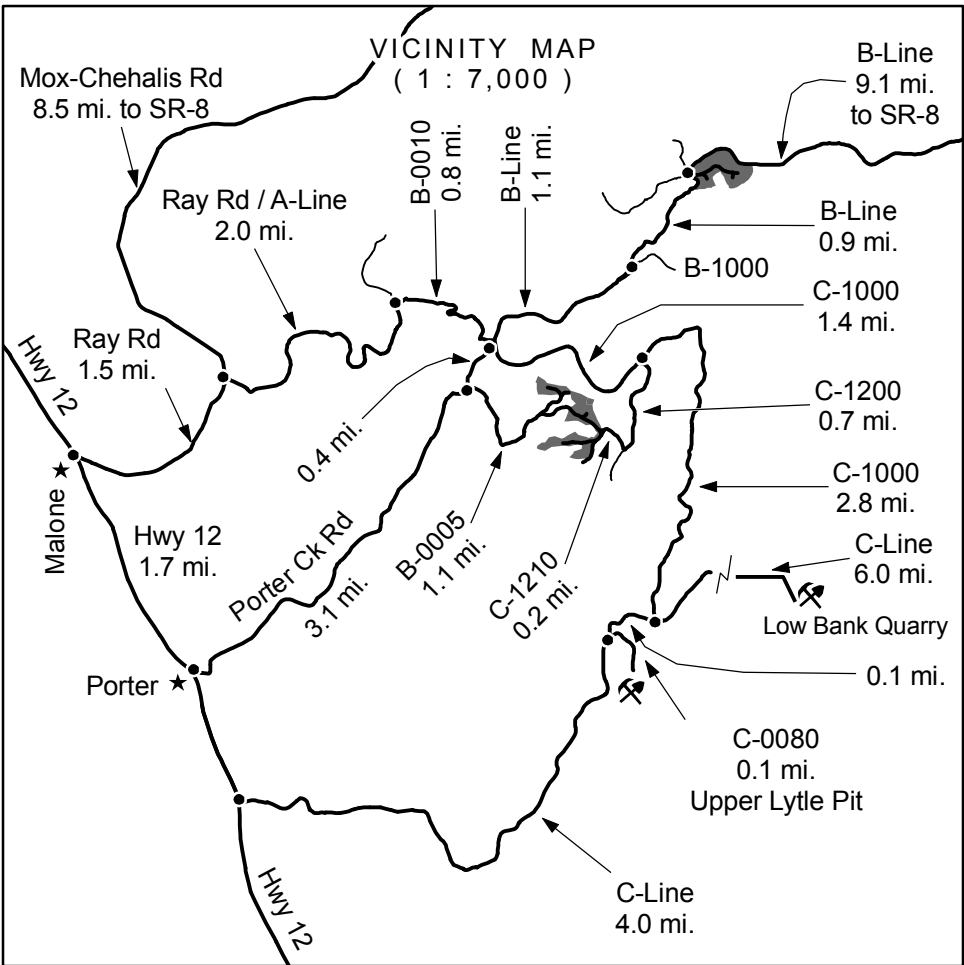 VICINITY MAP
( 1 : 7,000 )
Mox-Chehalis Rd
8.5 mi. to SR-8
B-Line
9.1 mi.
to SR-8
B-0010
0.8 mi.
B-Line
1.1 mi.
Ray Rd / A-Line
2.0 mi.
B-Line
0.9 mi.
B-1000
C-1000
1.4 mi.
Hwy 12
Ray Rd
1.5 mi.
0.4 mi.
C-1200
0.7 mi.
C-1000
2.8 mi.
Malone
Hwy 12
1.7 mi.
Porter Ck Rd
3.1 mi.
B-0005
1.1 mi.
C-1210
0.2 mi.
C-Line
6.0 mi.
Low Bank Quarry
0.1 mi.
Porter
C-0080
0.1 mi.
Upper Lytle Pit
C-Line
4.0 mi.
Hwy 12